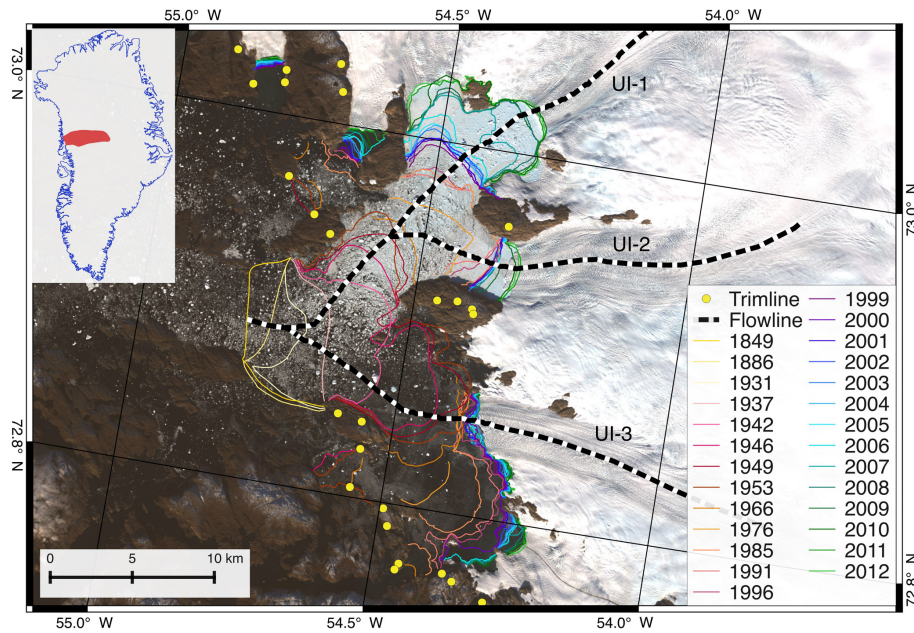 55.0° W
54.5° W
54.0° W
73.0° N
UI-1
73.0° N
UI-2
Trimline
Flowline
1849
1886
1931
1937
1942
1946
1949
1953
1966
1976
1985
1991
1996
1999
2000
2001
2002
2003
2004
2005
2006
2007
2008
2009
2010
2011
2012
UI-3
72.8° N
0 5 10 km
72.8° N
55.0° W
54.5° W
54.0° W